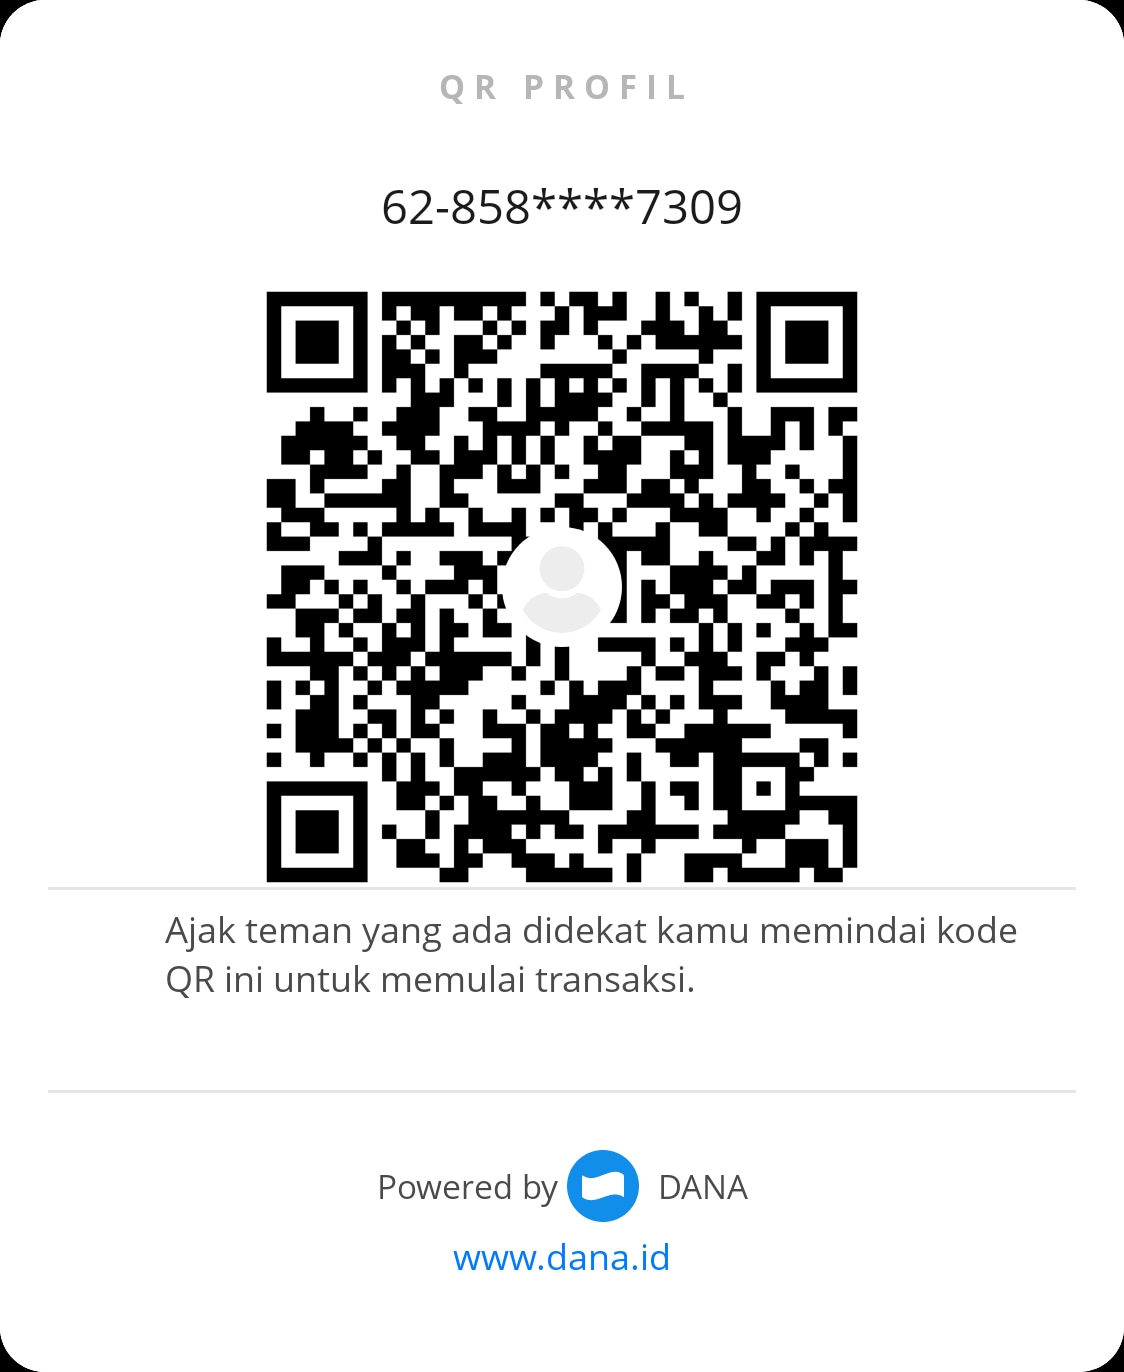 QR PROFIL
62-858****7309
Ajak teman yang ada didekat kamu memindai kode
QR ini untuk memulai transaksi.
Powered by DANA
www.dana.id